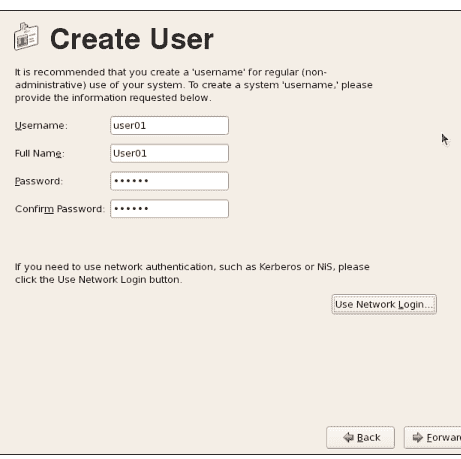 Create User
It is recommended that you create a 'username' for regular (non-
administrative) use of your system. To create a system 'username,' please
provide the information requested below.
Username: user01
Full Name: User01
Password: ••••••
Confirm Password: ••••••
If you need to use network authentication, such as Kerberos or NIS, please
click the Use Network Login button.
Use Network Login...
Back Forwar